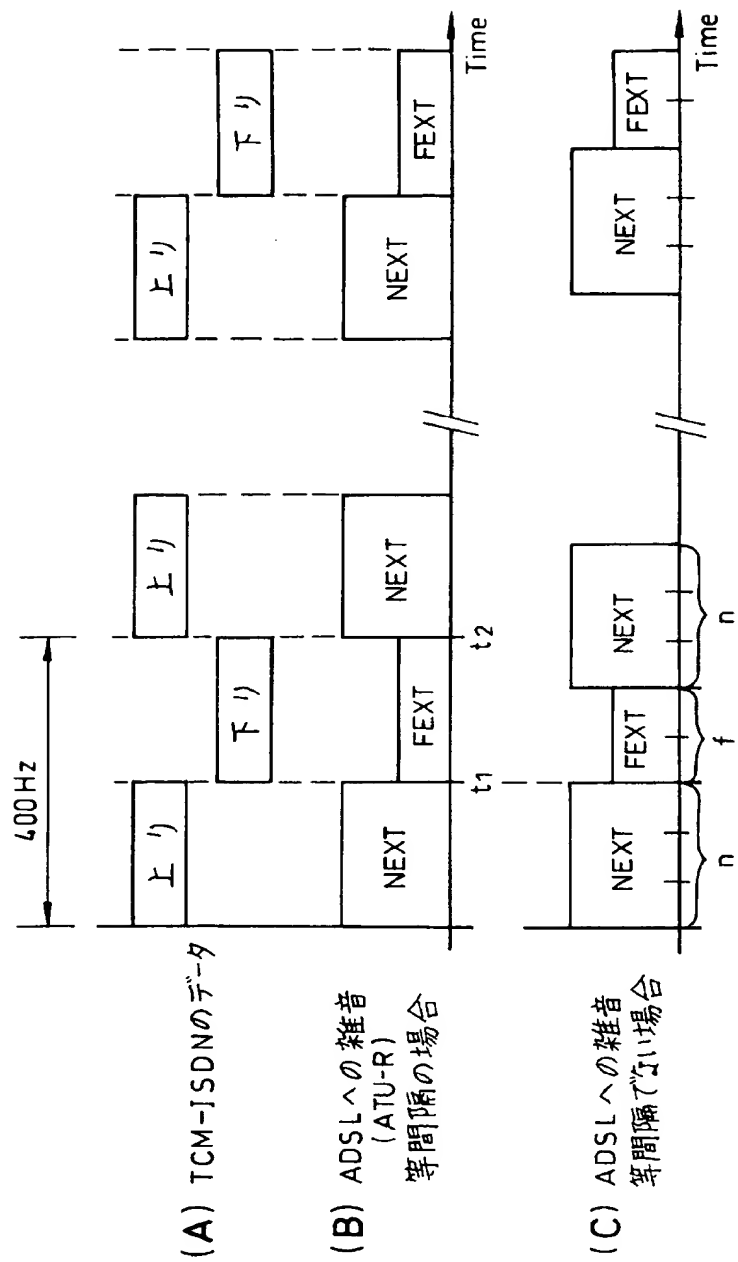 400Hz
(A) TCM-ISDNのデータ
上り
下り
上り
上り
下り
(B) ADSLへの雑音
(ATU-R)
等間隔の場合
NEXT
FEXT
NEXT
NEXT
FEXT
t1
t2
Time
(C) ADSLへの雑音
等間隔でない場合
NEXT
FEXT
NEXT
NEXT
FEXT
Time
n
f
n